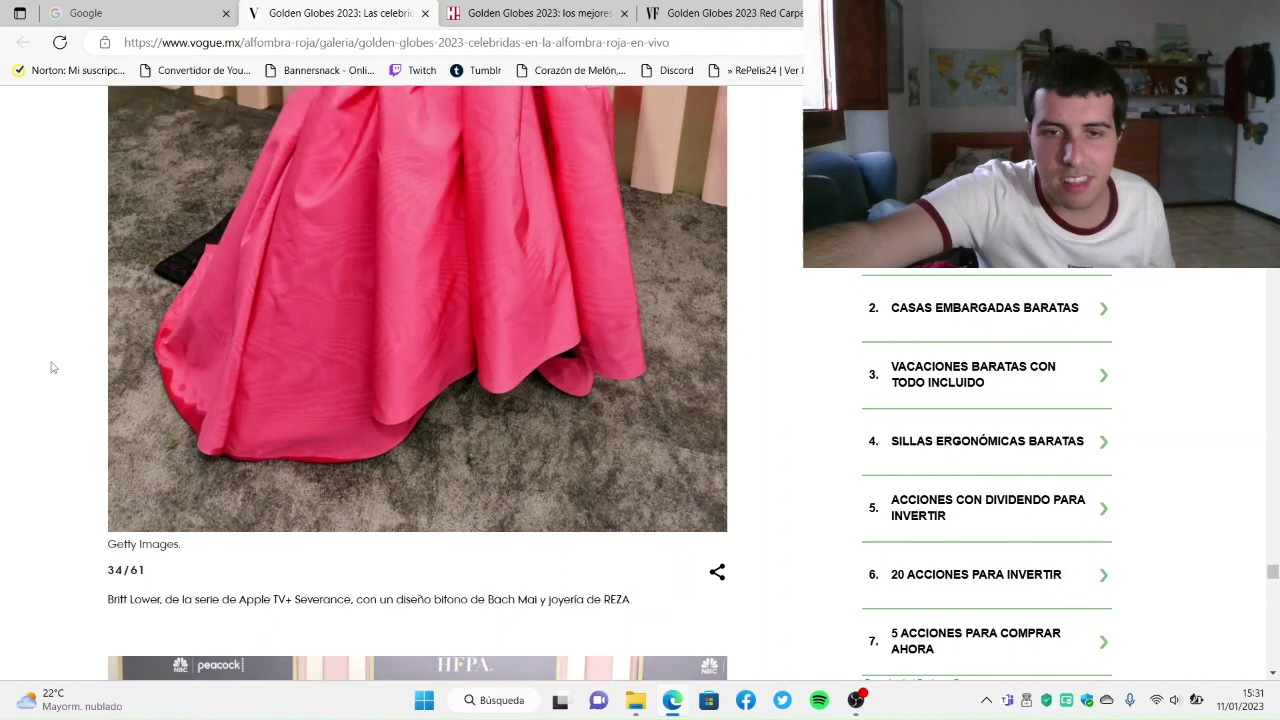 Google
Golden Globes 2023: Las celebric
Golden Globes 2023: los mejores
Golden Globes 2023 Red Carpe
https://www.vogue.mx/alfombra-roja/galeria/golden-globes-2023-celebridas-en-la-alfombra-roja-en-vivo
Norton: Mi suscripc...
Convertidor de You...
Bannersnack - Onli...
Twitch
Tumblr
Corazón de Melón,...
Discord
» RePelis24 | Ver
S
2. CASAS EMBARGADAS BARATAS
3. VACACIONES BARATAS CON
TODO INCLUIDO
4. SILLAS ERGONÓMICAS BARATAS
5. ACCIONES CON DIVIDENDO PARA
INVERTIR
6. 20 ACCIONES PARA INVERTIR
7. 5 ACCIONES PARA COMPRAR
AHORA
Getty Images.
34/61
Britt Lower, de la serie de Apple TV+ Severance, con un diseño bitono de Bach Mai y joyería de REZA.
NBC
peacock
HFPA.
NBC
22°C
Mayorm. nublado
Búsqueda
15:31
11/01/2023